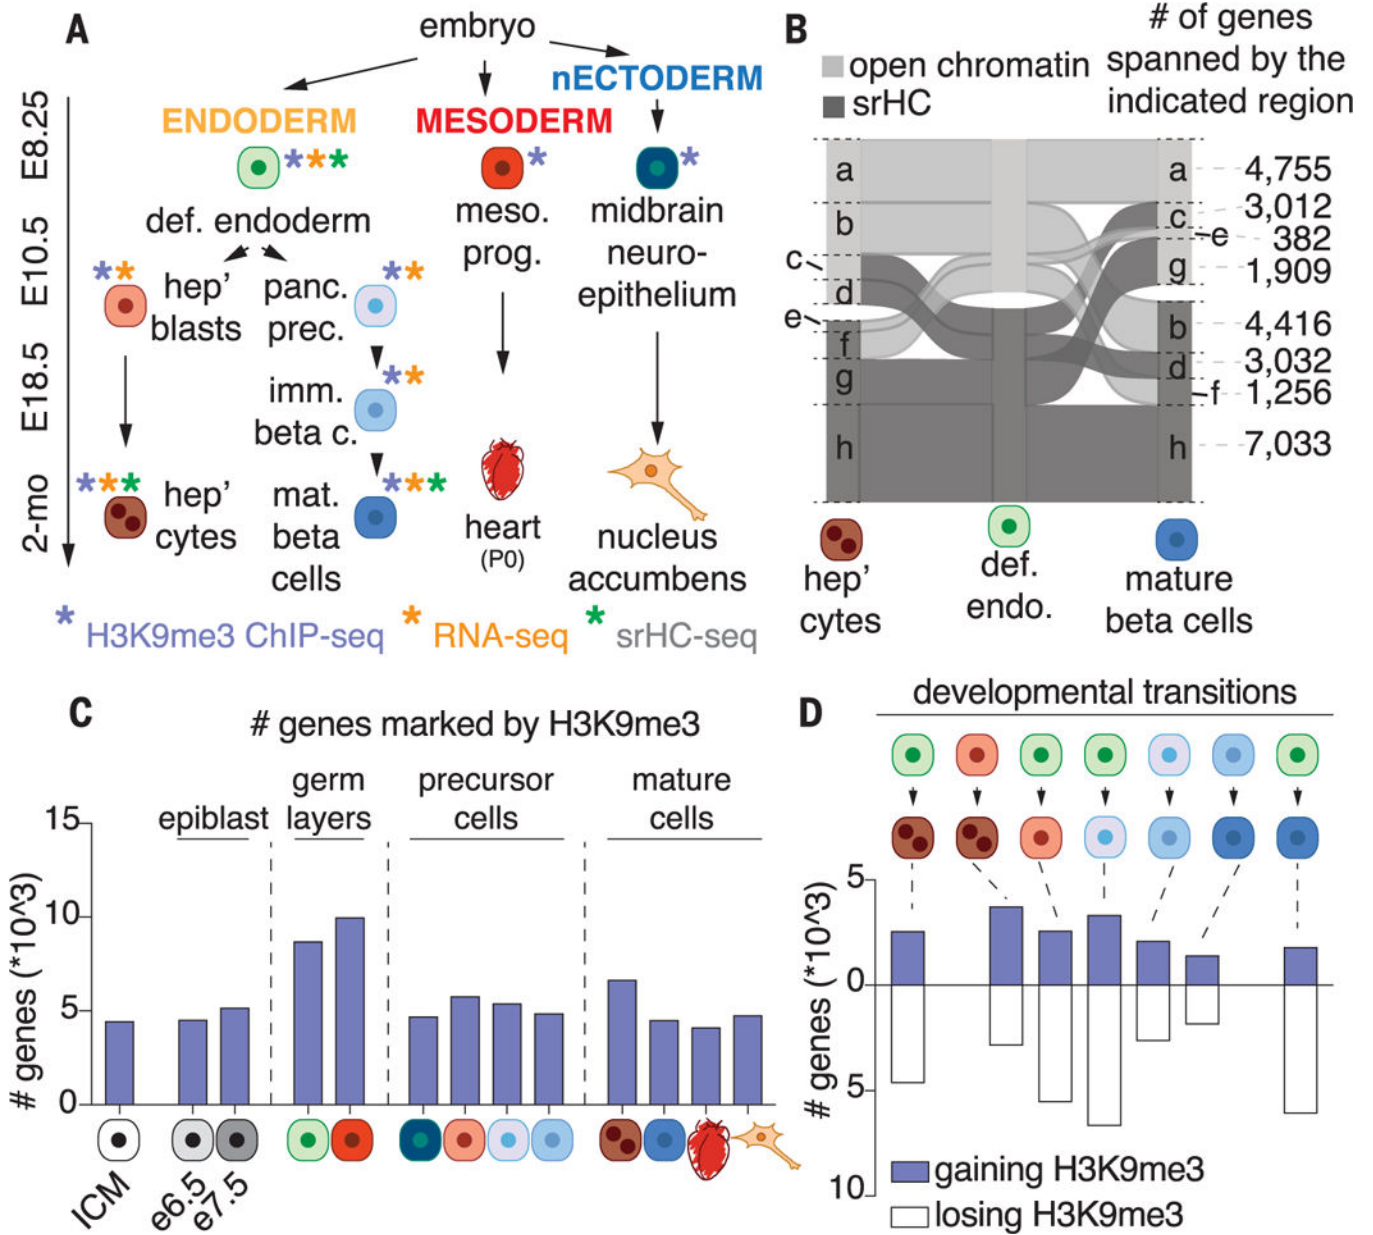 A
embryo
ENDODERM
MESODERM
nECTODERM
E8.25
E10.5
E18.5
2-mo
* * *
*
*
def. endoderm
meso.
prog.
midbrain
neuro-
epithelium
* *
hep’
blasts
panc.
prec.
* *
* *
imm.
beta c.
* * *
hep’
cytes
mat.
beta
cells
* * *
heart
(P0)
nucleus
accumbens
* H3K9me3 ChIP-seq
* RNA-seq
* srHC-seq
B
open chromatin
srHC
# of genes
spanned by the
indicated region
a
b
c
d
e
f
g
h
a
c
e
g
b
d
f
h
4,755
3,012
382
1,909
4,416
3,032
1,256
7,033
hep’
cytes
def.
endo.
mature
beta cells
C
# genes marked by H3K9me3
epiblast
germ
layers
precursor
cells
mature
cells
# genes (*10^3)
15
10
5
0
ICM
e6.5
e7.5
D
developmental transitions
# genes (*10^3)
5
0
5
10
gaining H3K9me3
losing H3K9me3